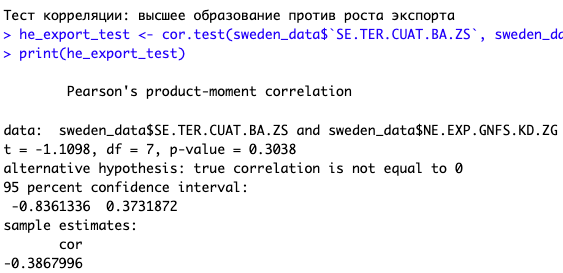 Тест корреляции: высшее образование против роста экспорта
> he_export_test <- cor.test(sweden_data$`SE.TER.CUAT.BA.ZS`,
> print(he_export_test)
Pearson's product-moment correlation
data:  sweden_data$SE.TER.CUAT.BA.ZS and sweden_data$NE.EXP.GNFS.KD.ZG
t = -1.1098, df = 7, p-value = 0.3038
alternative hypothesis: true correlation is not equal to 0
95 percent confidence interval:
 -0.8361336  0.3731872
sample estimates:
       cor
-0.3867996